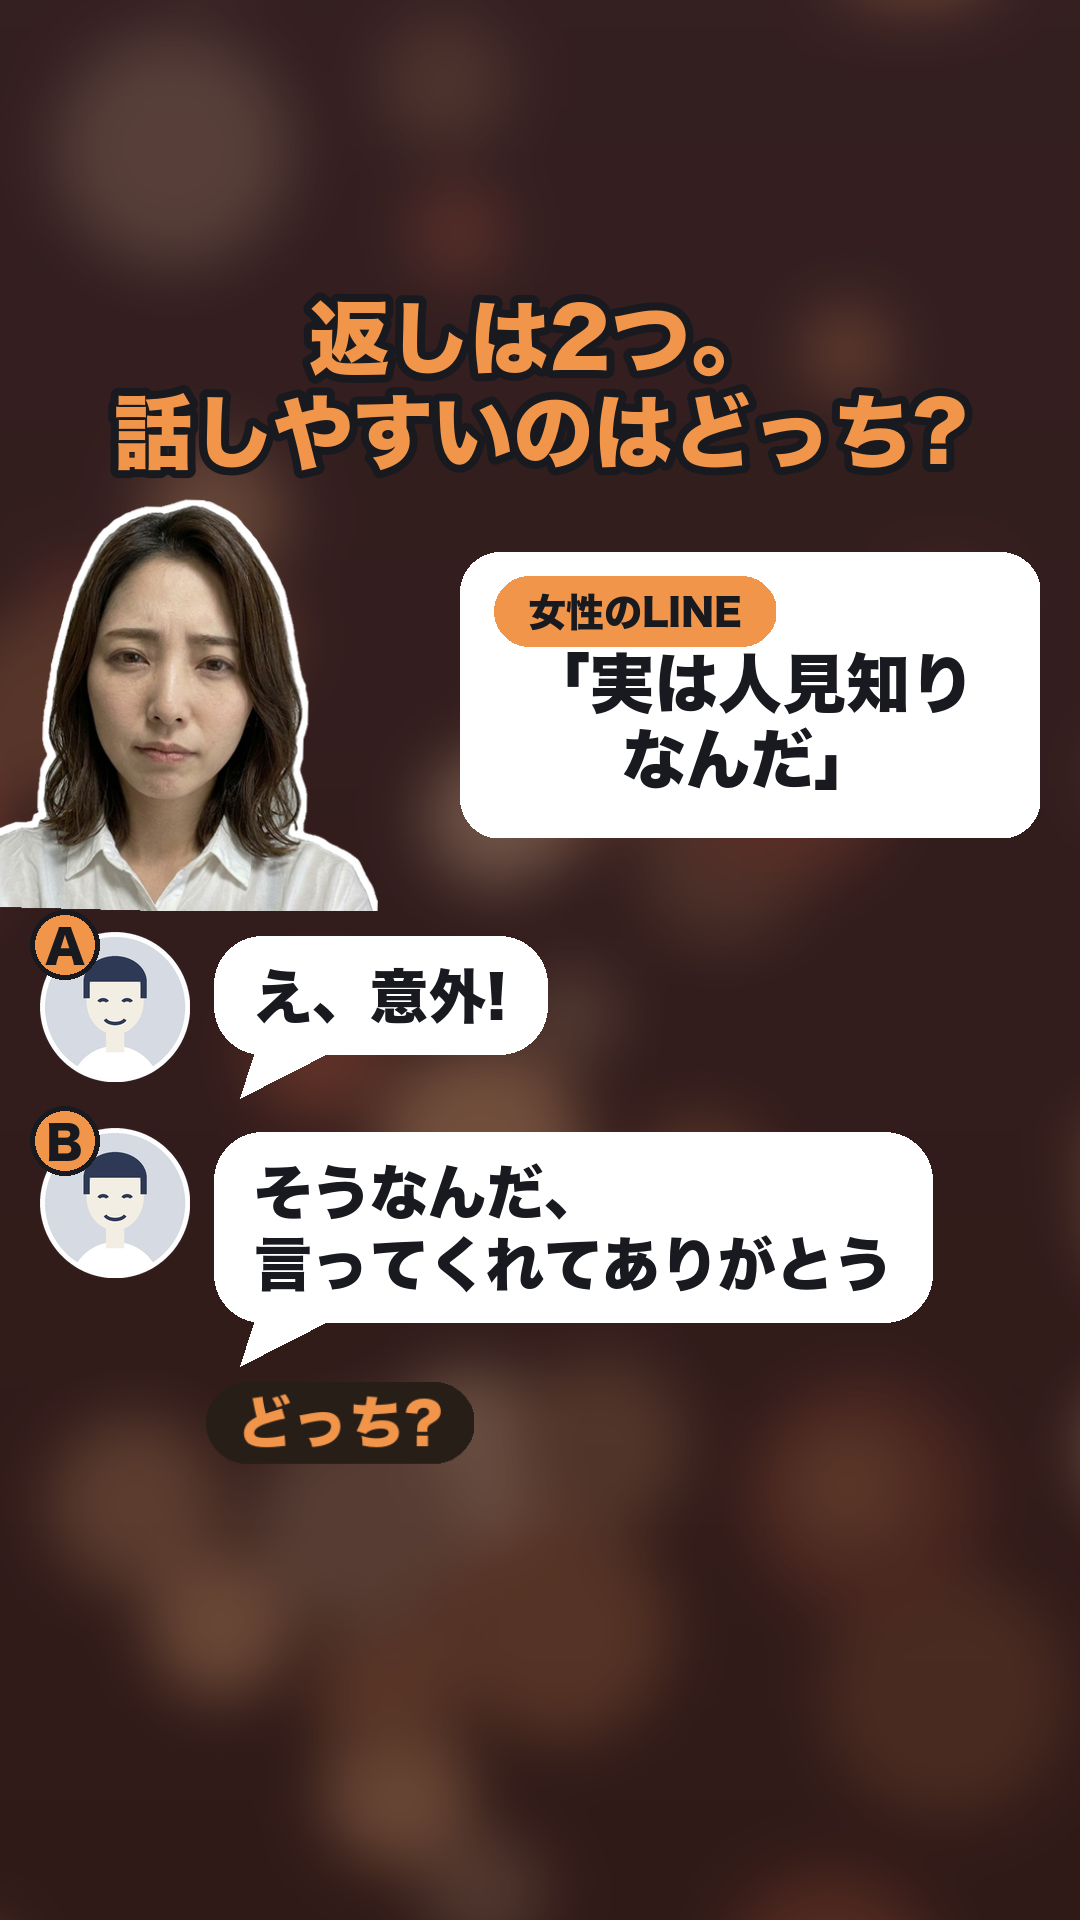 返しは2つ。
話しやすいのはどっち?
女性のLINE
「実は人見知り
なんだ」
A
え、意外!
B
そうなんだ、
言ってくれてありがとう
どっち?